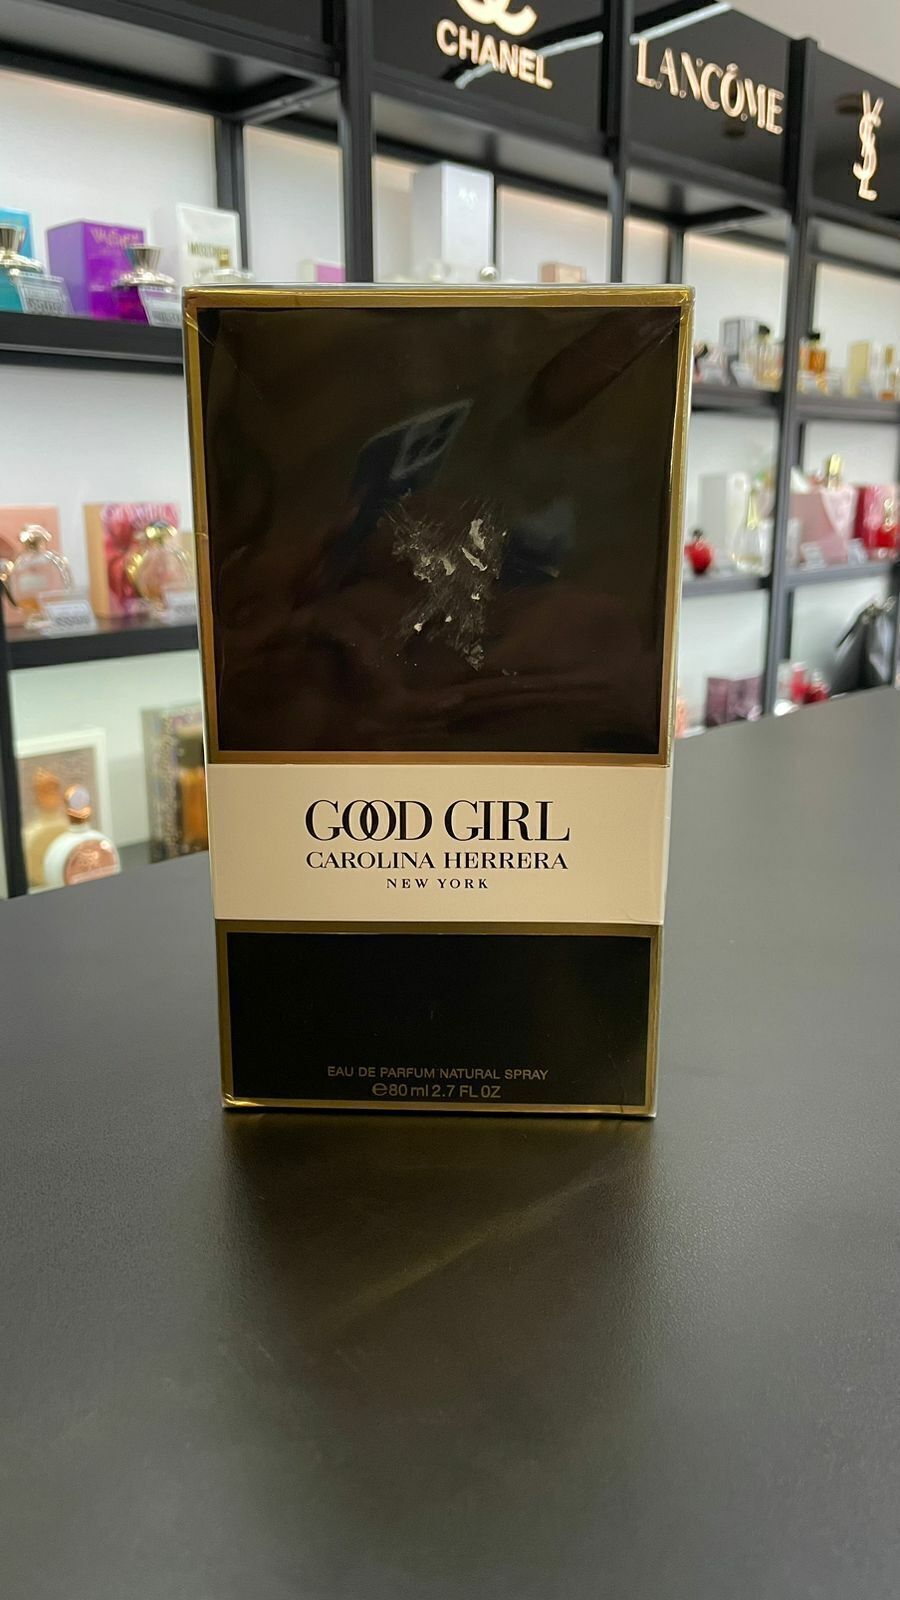 CHANEL
LANCÔME
YSL
GOOD GIRL
CAROLINA HERRERA
NEW YORK
EAU DE PARFUM NATURAL SPRAY
℮80 ml 2.7 FL OZ